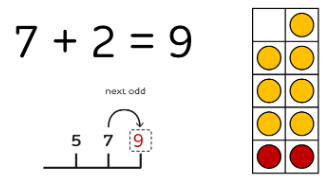 7 + 2 = 9
next odd
5 7 9